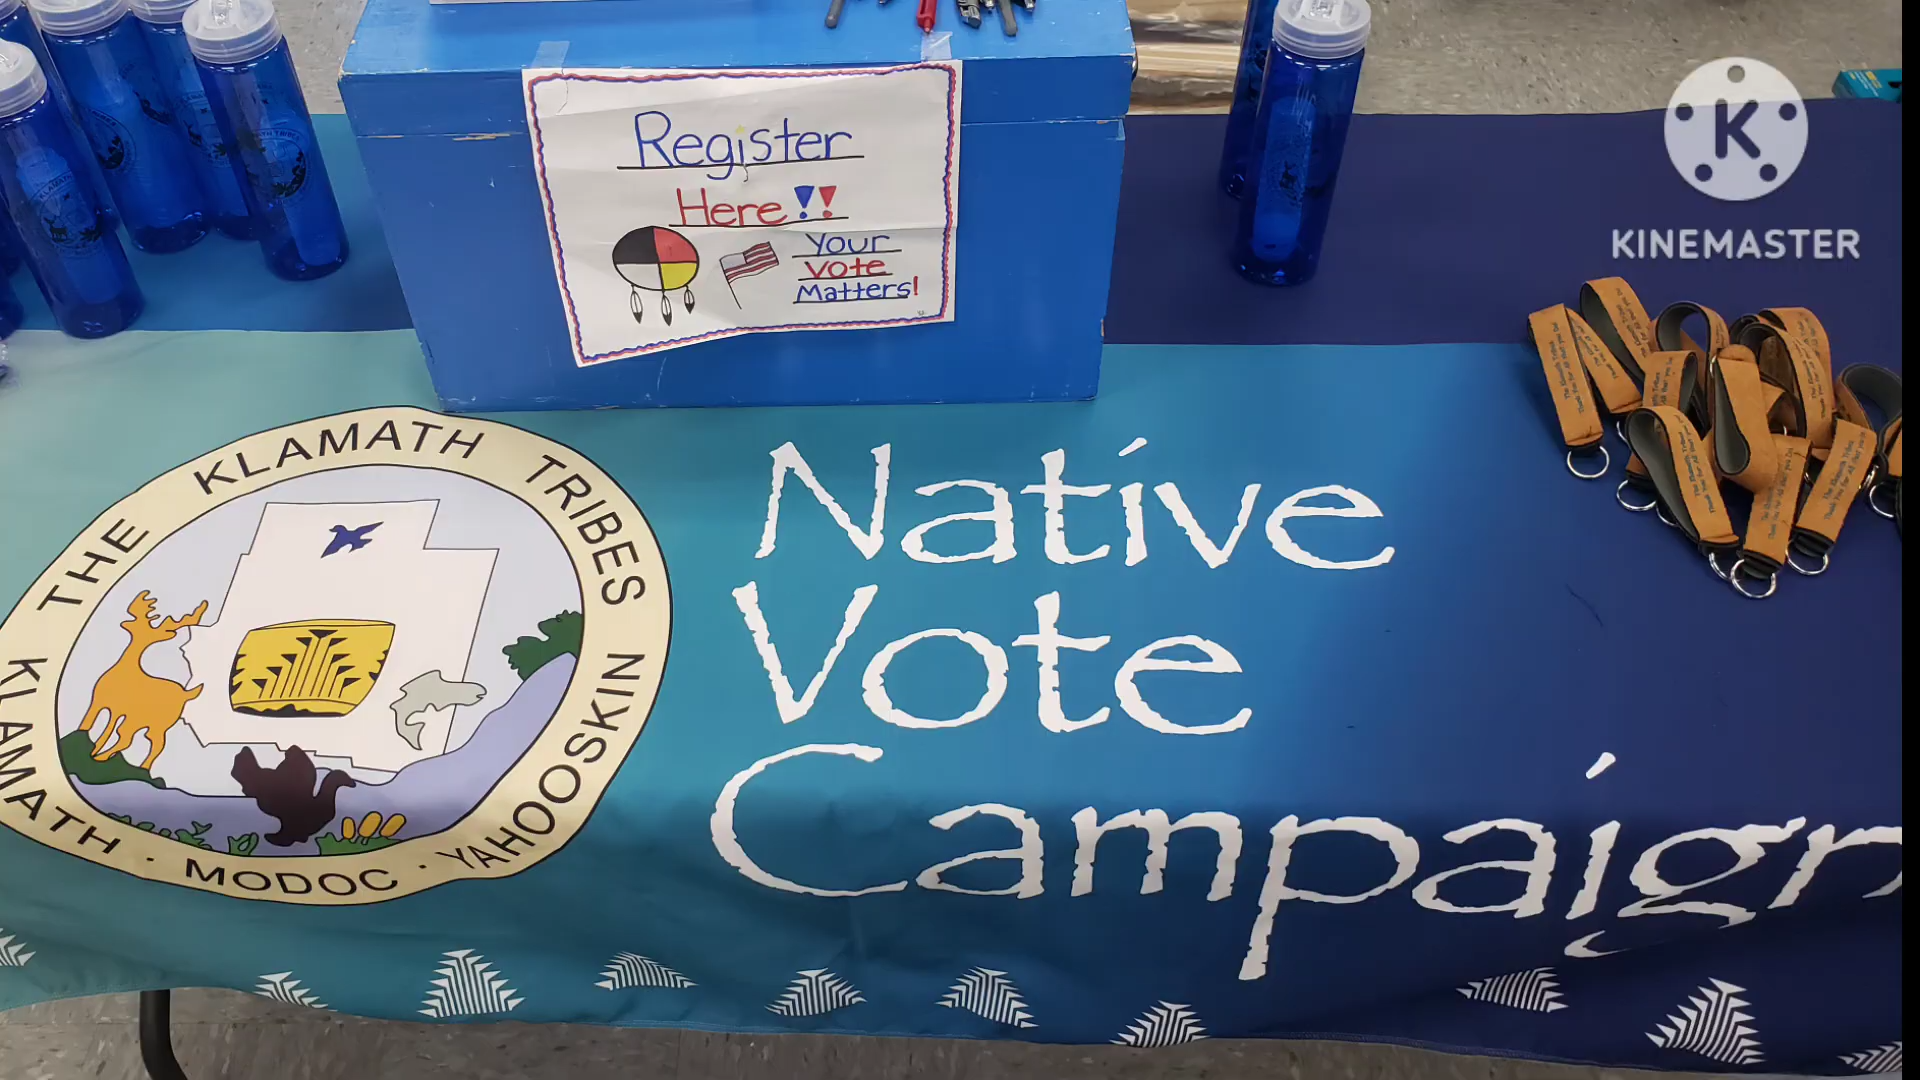 Register
Here!!
Your
Vote
Matters!
K
KINEMASTER
THE KLAMATH TRIBES
KLAMATH · MODOC · YAHOOSKIN
Native
Vote
Campaign